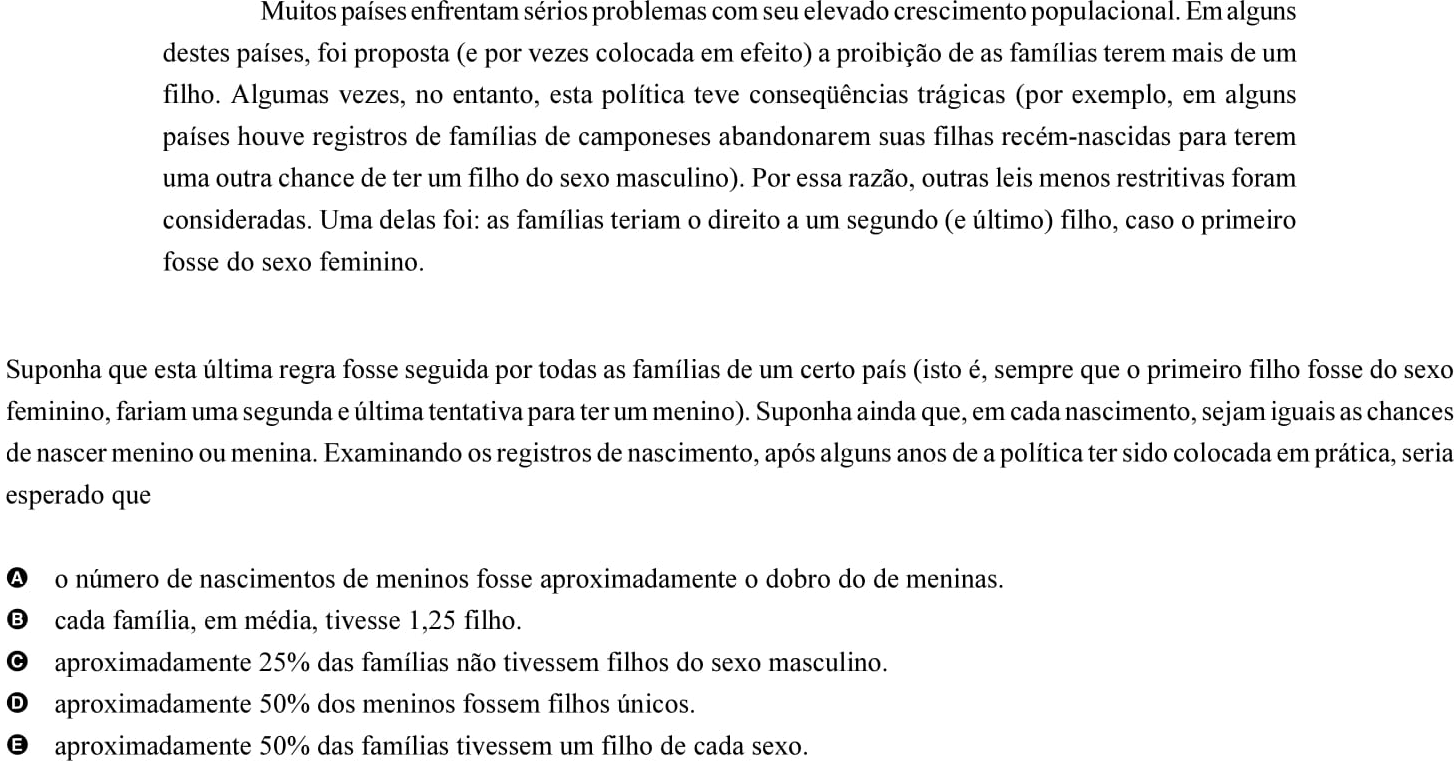 Muitos países enfrentam sérios problemas com seu elevado crescimento populacional. Em alguns
destes países, foi proposta (e por vezes colocada em efeito) a proibição de as famílias terem mais de um
filho. Algumas vezes, no entanto, esta política teve conseqüências trágicas (por exemplo, em alguns
países houve registros de famílias de camponeses abandonarem suas filhas recém-nascidas para terem
uma outra chance de ter um filho do sexo masculino). Por essa razão, outras leis menos restritivas foram
consideradas. Uma delas foi: as famílias teriam o direito a um segundo (e último) filho, caso o primeiro
fosse do sexo feminino.
Suponha que esta última regra fosse seguida por todas as famílias de um certo país (isto é, sempre que o primeiro filho fosse do sexo
feminino, fariam uma segunda e última tentativa para ter um menino). Suponha ainda que, em cada nascimento, sejam iguais as chances
de nascer menino ou menina. Examinando os registros de nascimento, após alguns anos de a política ter sido colocada em prática, seria
esperado que
A o número de nascimentos de meninos fosse aproximadamente o dobro do de meninas.
B cada família, em média, tivesse 1,25 filho.
C aproximadamente 25% das famílias não tivessem filhos do sexo masculino.
D aproximadamente 50% dos meninos fossem filhos únicos.
E aproximadamente 50% das famílias tivessem um filho de cada sexo.